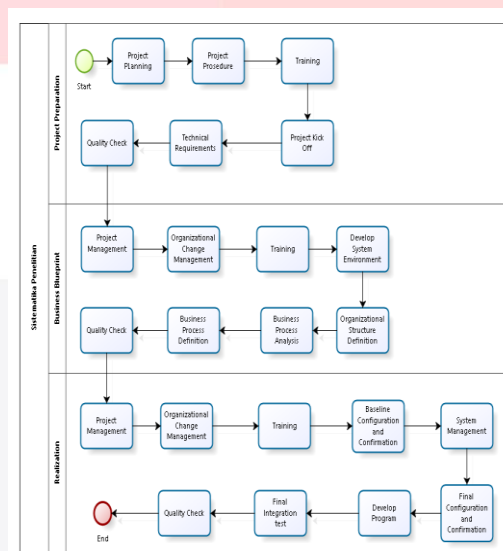 Sistematika Penelitian
Project Preparation
Project
PLanning
Project
Prosedure
Training
Start
Quality Check
Technical
Requirements
Project Kick
Off
Business Blueprint
Project
Management
Organizational
Change
Management
Training
Develop
System
Environment
Quality Check
Business
Process
Definition
Business
Process
Analysis
Organizational
Structure
Definition
Realization
Project
Management
Organizational
Change
Management
Training
Baseline
Configuration
and
Confirmation
System
Management
End
Quality Check
Final
Integration
test
Develop
Program
Final
Configuration
and
Confirmation